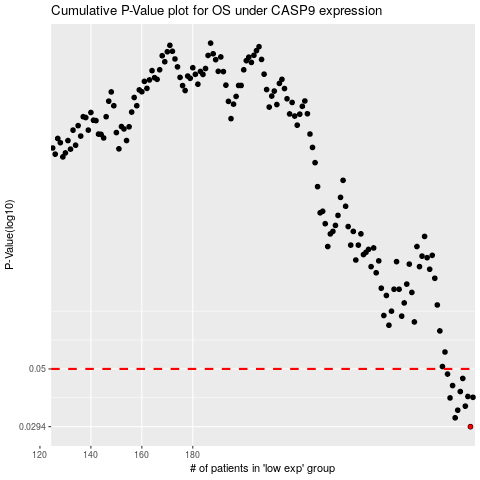 Cumulative P-Value plot for OS under CASP9 expression
P-Value(log10)
0.05
0.0294
120 140 160 180
# of patients in 'low exp' group